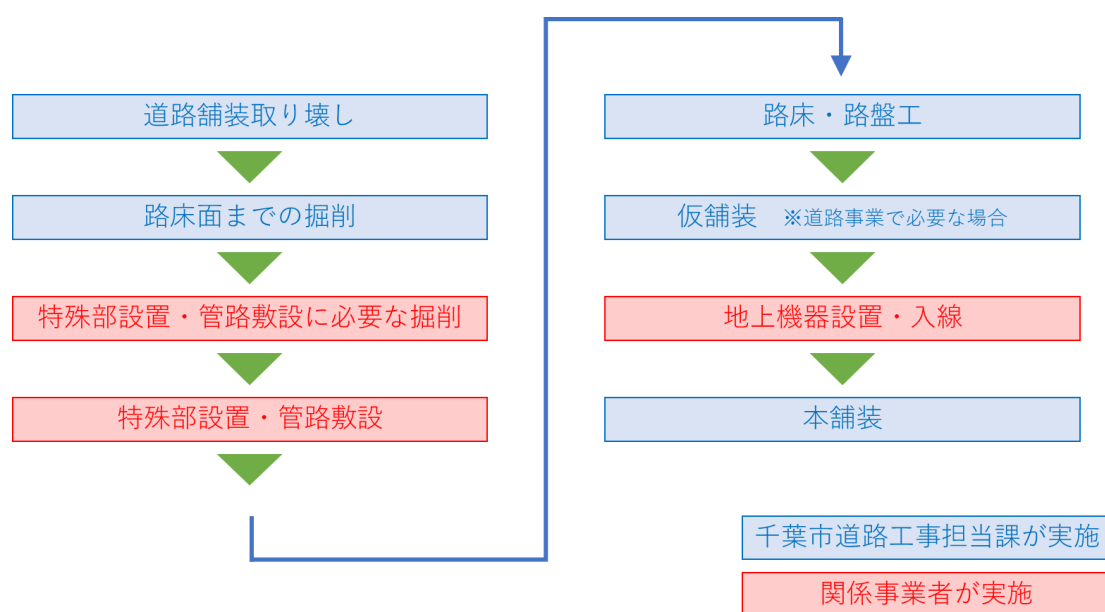 道路舗装取り壊し
路床面までの掘削
特殊部設置・管路敷設に必要な掘削
特殊部設置・管路敷設
路床・路盤工
仮舗装　※道路事業で必要な場合
地上機器設置・入線
本舗装
千葉市道路工事担当課が実施
関係事業者が実施